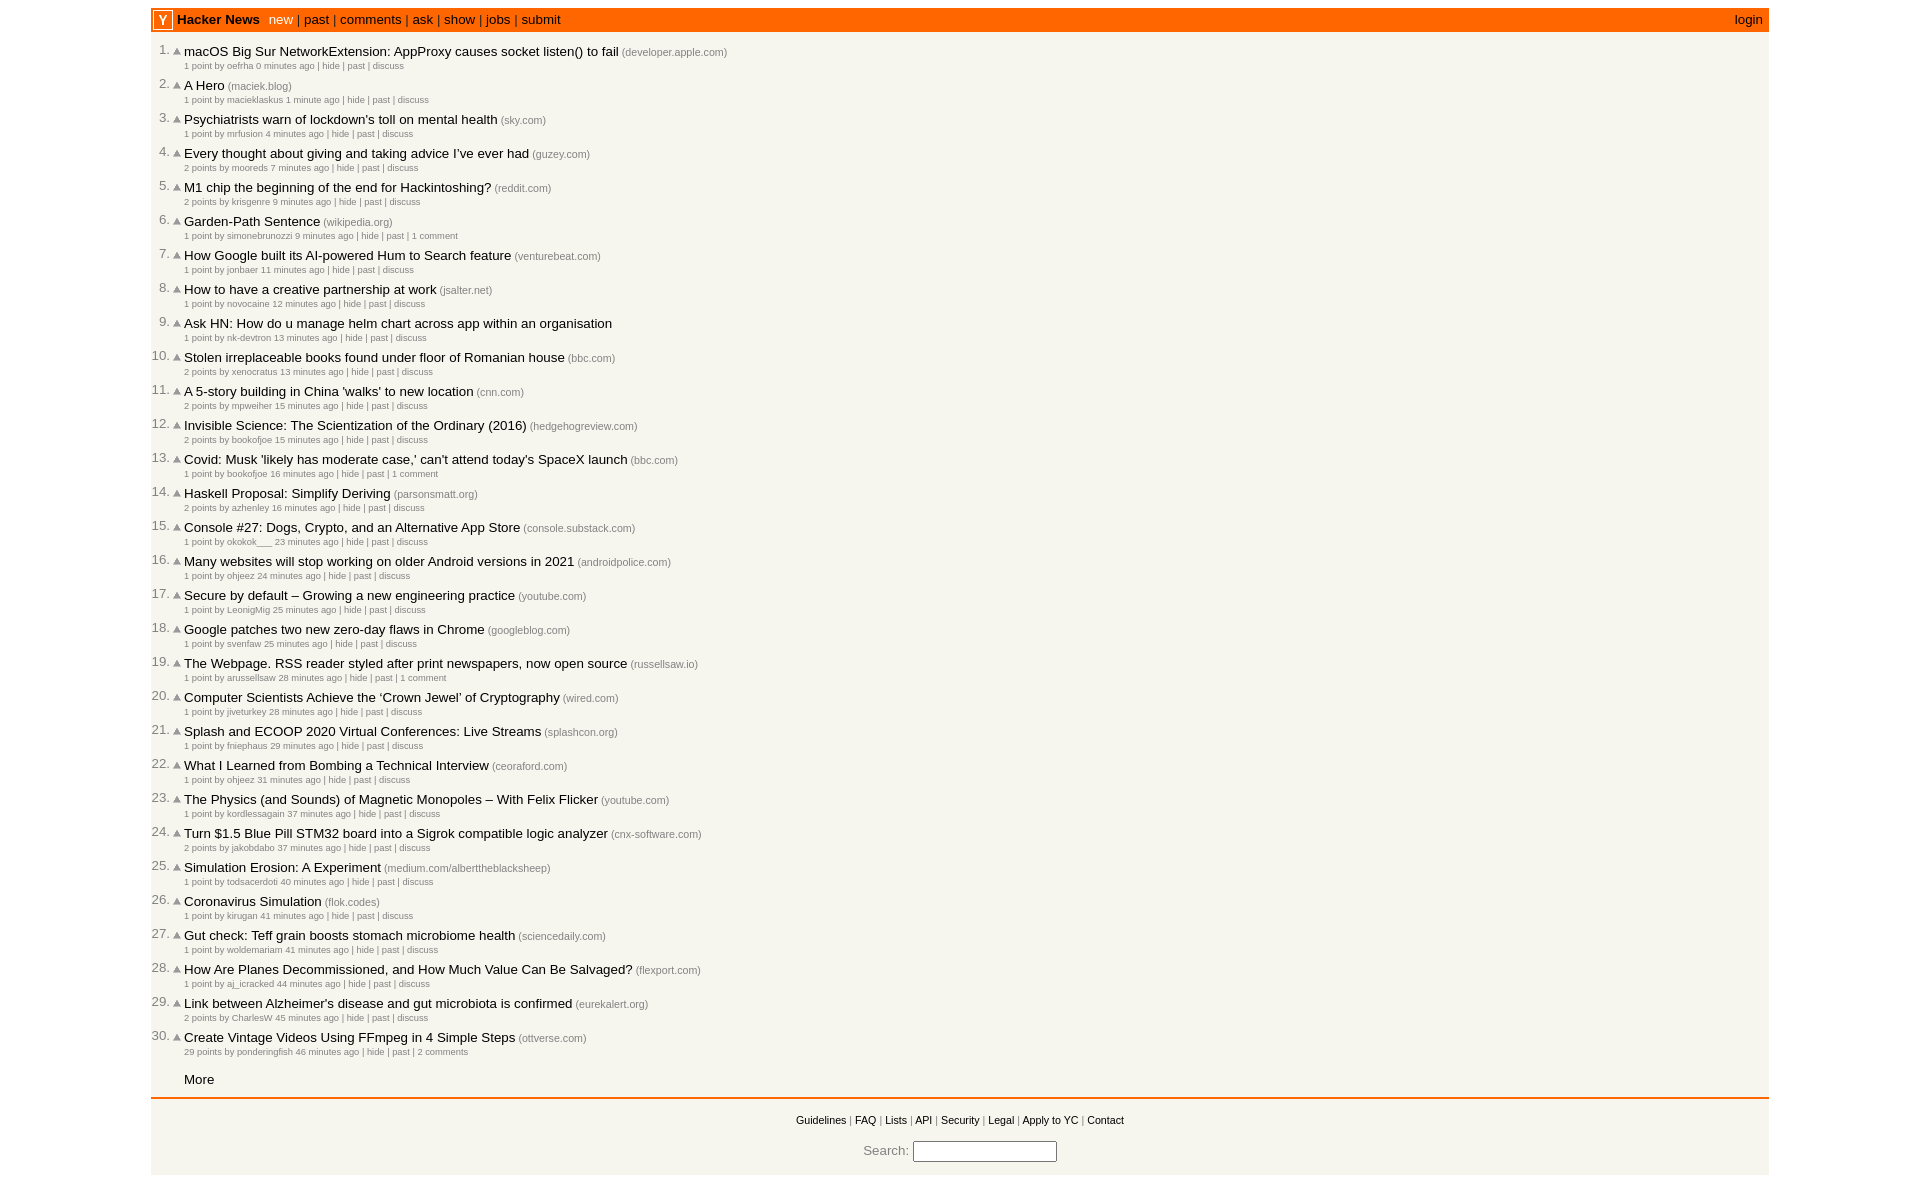 Y Hacker News new | past | comments | ask | show | jobs | submit login
1. macOS Big Sur NetworkExtension: AppProxy causes socket listen() to fail (developer.apple.com)
1 point by oefrha 0 minutes ago | hide | past | discuss
2. A Hero (maciek.blog)
1 point by macieklaskus 1 minute ago | hide | past | discuss
3. Psychiatrists warn of lockdown's toll on mental health (sky.com)
1 point by mrfusion 4 minutes ago | hide | past | discuss
4. Every thought about giving and taking advice I’ve ever had (guzey.com)
2 points by mooreds 7 minutes ago | hide | past | discuss
5. M1 chip the beginning of the end for Hackintoshing? (reddit.com)
2 points by krisgenre 9 minutes ago | hide | past | discuss
6. Garden-Path Sentence (wikipedia.org)
1 point by simonebrunozzi 9 minutes ago | hide | past | 1 comment
7. How Google built its AI-powered Hum to Search feature (venturebeat.com)
1 point by jonbaer 11 minutes ago | hide | past | discuss
8. How to have a creative partnership at work (jsalter.net)
1 point by novocaine 12 minutes ago | hide | past | discuss
9. Ask HN: How do u manage helm chart across app within an organisation
1 point by nk-devtron 13 minutes ago | hide | past | discuss
10. Stolen irreplaceable books found under floor of Romanian house (bbc.com)
2 points by xenocratus 13 minutes ago | hide | past | discuss
11. A 5-story building in China 'walks' to new location (cnn.com)
2 points by mpweiher 15 minutes ago | hide | past | discuss
12. Invisible Science: The Scientization of the Ordinary (2016) (hedgehogreview.com)
2 points by bookofjoe 15 minutes ago | hide | past | discuss
13. Covid: Musk 'likely has moderate case,' can't attend today's SpaceX launch (bbc.com)
1 point by bookofjoe 16 minutes ago | hide | past | 1 comment
14. Haskell Proposal: Simplify Deriving (parsonsmatt.org)
2 points by azhenley 16 minutes ago | hide | past | discuss
15. Console #27: Dogs, Crypto, and an Alternative App Store (console.substack.com)
1 point by okokok___ 23 minutes ago | hide | past | discuss
16. Many websites will stop working on older Android versions in 2021 (androidpolice.com)
1 point by ohjeez 24 minutes ago | hide | past | discuss
17. Secure by default – Growing a new engineering practice (youtube.com)
1 point by LeonigMig 25 minutes ago | hide | past | discuss
18. Google patches two new zero-day flaws in Chrome (googleblog.com)
1 point by svenfaw 25 minutes ago | hide | past | discuss
19. The Webpage. RSS reader styled after print newspapers, now open source (russellsaw.io)
1 point by arussellsaw 28 minutes ago | hide | past | 1 comment
20. Computer Scientists Achieve the ‘Crown Jewel’ of Cryptography (wired.com)
1 point by jiveturkey 28 minutes ago | hide | past | discuss
21. Splash and ECOOP 2020 Virtual Conferences: Live Streams (splashcon.org)
1 point by fniephaus 29 minutes ago | hide | past | discuss
22. What I Learned from Bombing a Technical Interview (ceoraford.com)
1 point by ohjeez 31 minutes ago | hide | past | discuss
23. The Physics (and Sounds) of Magnetic Monopoles – With Felix Flicker (youtube.com)
1 point by kordlessagain 37 minutes ago | hide | past | discuss
24. Turn $1.5 Blue Pill STM32 board into a Sigrok compatible logic analyzer (cnx-software.com)
2 points by jakobdabo 37 minutes ago | hide | past | discuss
25. Simulation Erosion: A Experiment (medium.com/alberttheblacksheep)
1 point by todsacerdoti 40 minutes ago | hide | past | discuss
26. Coronavirus Simulation (flok.codes)
1 point by kirugan 41 minutes ago | hide | past | discuss
27. Gut check: Teff grain boosts stomach microbiome health (sciencedaily.com)
1 point by woldemariam 41 minutes ago | hide | past | discuss
28. How Are Planes Decommissioned, and How Much Value Can Be Salvaged? (flexport.com)
1 point by aj_icracked 44 minutes ago | hide | past | discuss
29. Link between Alzheimer's disease and gut microbiota is confirmed (eurekalert.org)
2 points by CharlesW 45 minutes ago | hide | past | discuss
30. Create Vintage Videos Using FFmpeg in 4 Simple Steps (ottverse.com)
29 points by ponderingfish 46 minutes ago | hide | past | 2 comments
More
Guidelines | FAQ | Lists | API | Security | Legal | Apply to YC | Contact
Search: